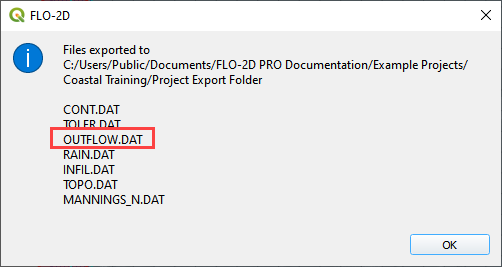 FLO-2D
Files exported to
C:/Users/Public/Documents/FLO-2D PRO Documentation/Example Projects/
Coastal Training/Project Export Folder
CONT.DAT
TOLER.DAT
OUTFLOW.DAT
RAIN.DAT
INFIL.DAT
TOPO.DAT
MANNINGS_N.DAT
OK